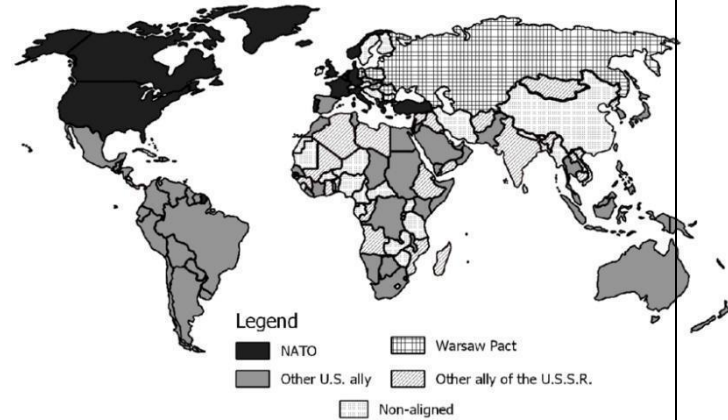 Legend
NATO
Warsaw Pact
Other U.S. ally
Other ally of the U.S.S.R.
Non-aligned